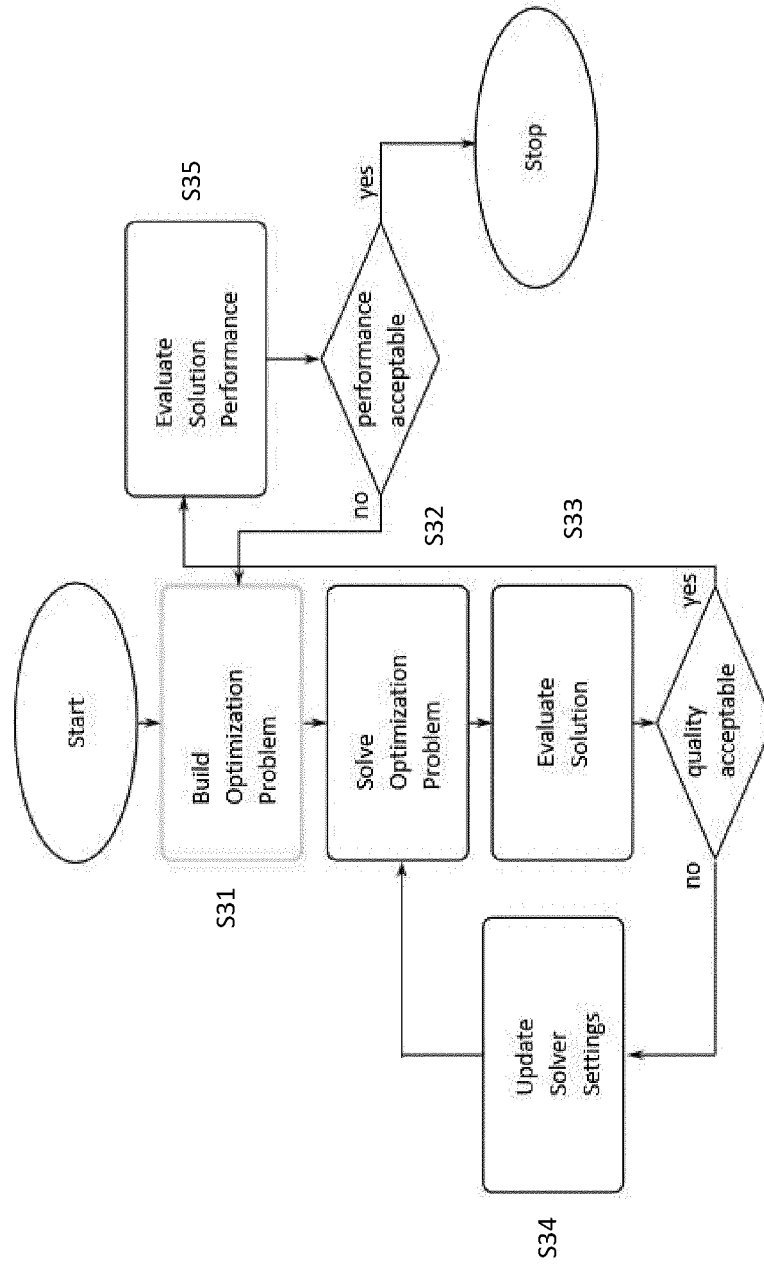 Start
S31
Build
Optimization
Problem
Solve
Optimization
Problem
S32
Evaluate
Solution
S33
quality
acceptable
no
yes
Update
Solver
Settings
S34
Evaluate
Solution
Performance
S35
performance
acceptable
no
yes
Stop